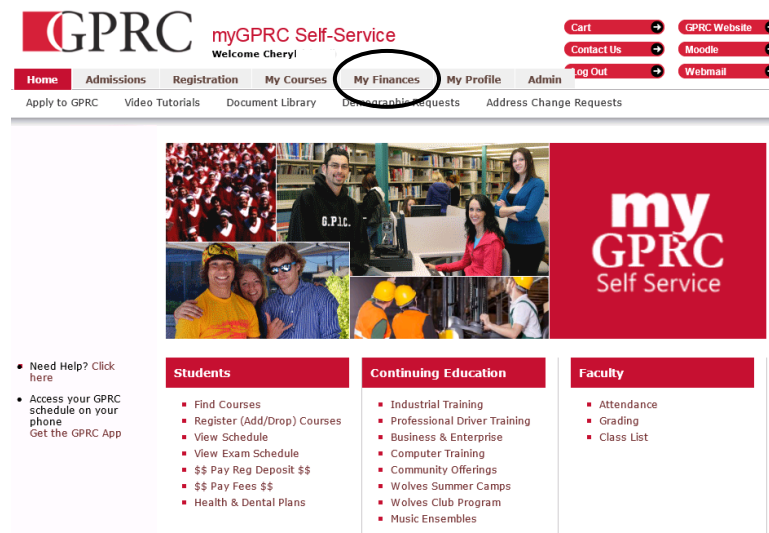 GPRC
myGPRC Self-Service
Welcome Cheryl
Cart
GPRC Website
Contact Us
Moodle
Log Out
Webmail
Home Admissions Registration My Courses My Finances My Profile Admin
Apply to GPRC Video Tutorials Document Library Demographic Requests Address Change Requests
G.P.I.C.
my
GPRC
Self Service
Need Help? Click
here
Access your GPRC
schedule on your
phone
Get the GPRC App
Students
Find Courses
Register (Add/Drop) Courses
View Schedule
View Exam Schedule
$$ Pay Reg Deposit $$
$$ Pay Fees $$
Health & Dental Plans
Continuing Education
Industrial Training
Professional Driver Training
Business & Enterprise
Computer Training
Community Offerings
Wolves Summer Camps
Wolves Club Program
Music Ensembles
Faculty
Attendance
Grading
Class List